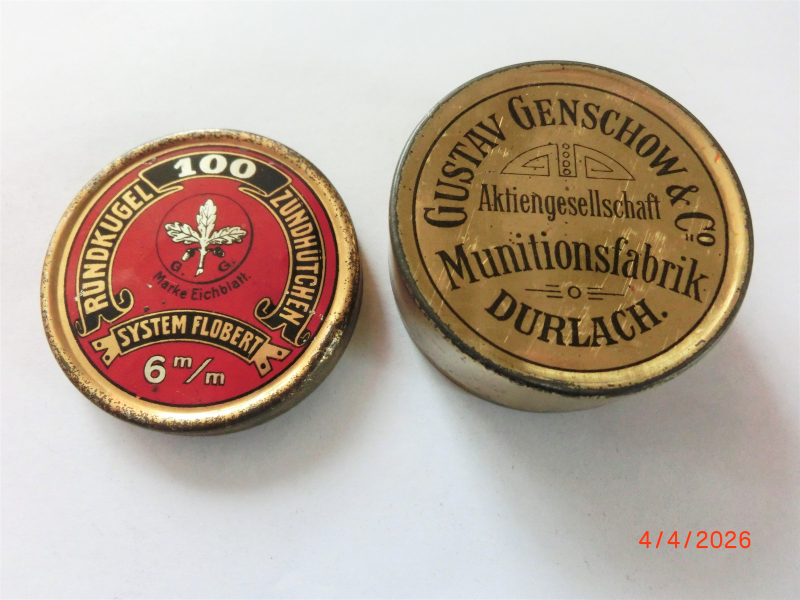 100
RUNDKUGEL
ZÜNDHÜTCHEN
G. G.
Marke Eichblatt.
SYSTEM FLOBERT
6 m/m
GUSTAV GENSCHOW & Co
Aktiengesellschaft
Munitionsfabrik
DURLACH.
4/4/2026